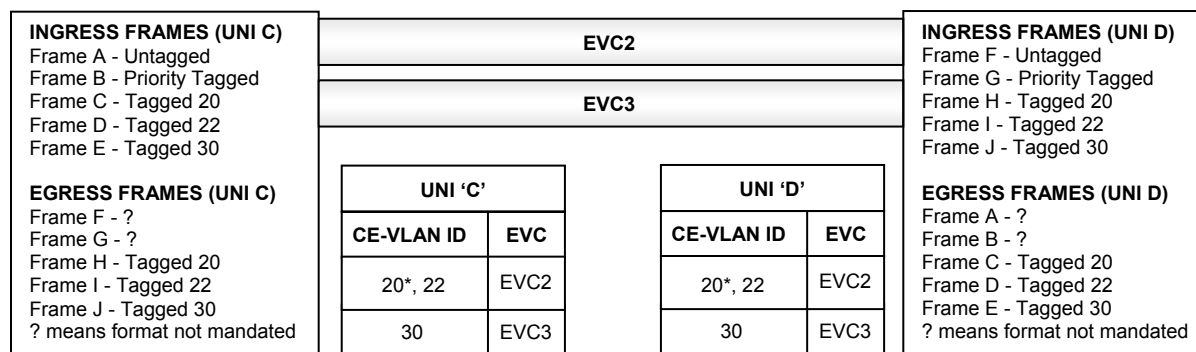 INGRESS FRAMES (UNI C)
Frame A - Untagged
Frame B - Priority Tagged
Frame C - Tagged 20
Frame D - Tagged 22
Frame E - Tagged 30
EGRESS FRAMES (UNI C)
Frame F - ?
Frame G - ?
Frame H - Tagged 20
Frame I - Tagged 22
Frame J - Tagged 30
? means format not mandated
EVC2
EVC3
UNI ‘C’
CE-VLAN ID EVC
20*, 22 EVC2
30 EVC3
UNI ‘D’
CE-VLAN ID EVC
20*, 22 EVC2
30 EVC3
INGRESS FRAMES (UNI D)
Frame F - Untagged
Frame G - Priority Tagged
Frame H - Tagged 20
Frame I - Tagged 22
Frame J - Tagged 30
EGRESS FRAMES (UNI D)
Frame A - ?
Frame B - ?
Frame C - Tagged 20
Frame D - Tagged 22
Frame E - Tagged 30
? means format not mandated